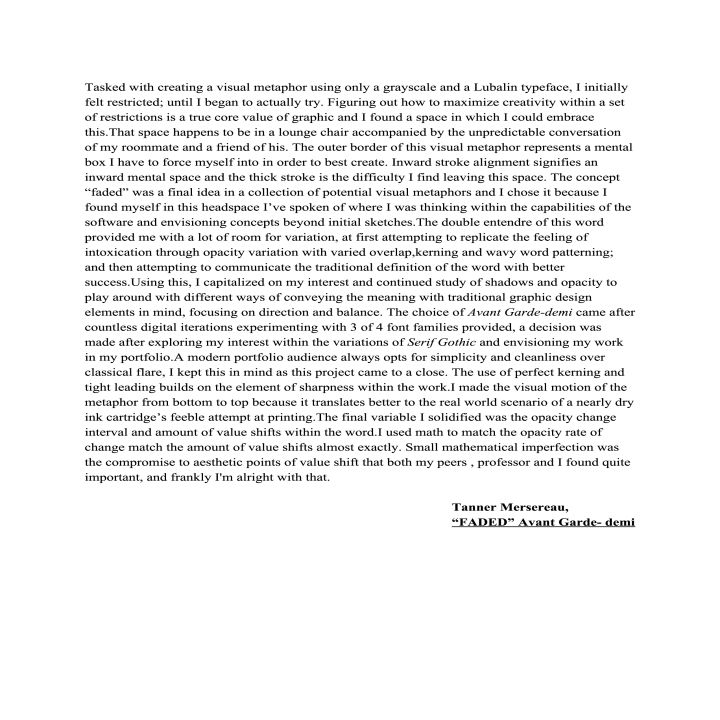 Tasked with creating a visual metaphor using only a grayscale and a Lubalin typeface, I initially
felt restricted; until I began to actually try. Figuring out how to maximize creativity within a set
of restrictions is a true core value of graphic and I found a space in which I could embrace
this.That space happens to be in a lounge chair accompanied by the unpredictable conversation
of my roommate and a friend of his. The outer border of this visual metaphor represents a mental
box I have to force myself into in order to best create. Inward stroke alignment signifies an
inward mental space and the thick stroke is the difficulty I find leaving this space. The concept
“faded” was a final idea in a collection of potential visual metaphors and I chose it because I
found myself in this headspace I’ve spoken of where I was thinking within the capabilities of the
software and envisioning concepts beyond initial sketches.The double entendre of this word
provided me with a lot of room for variation, at first attempting to replicate the feeling of
intoxication through opacity variation with varied overlap,kerning and wavy word patterning;
and then attempting to communicate the traditional definition of the word with better
success.Using this, I capitalized on my interest and continued study of shadows and opacity to
play around with different ways of conveying the meaning with traditional graphic design
elements in mind, focusing on direction and balance. The choice of Avant Garde-demi came after
countless digital iterations experimenting with 3 of 4 font families provided, a decision was
made after exploring my interest within the variations of Serif Gothic and envisioning my work
in my portfolio.A modern portfolio audience always opts for simplicity and cleanliness over
classical flare, I kept this in mind as this project came to a close. The use of perfect kerning and
tight leading builds on the element of sharpness within the work.I made the visual motion of the
metaphor from bottom to top because it translates better to the real world scenario of a nearly dry
ink cartridge’s feeble attempt at printing.The final variable I solidified was the opacity change
interval and amount of value shifts within the word.I used math to match the opacity rate of
change match the amount of value shifts almost exactly. Small mathematical imperfection was
the compromise to aesthetic points of value shift that both my peers , professor and I found quite
important, and frankly I'm alright with that.
Tanner Mersereau,
“FADED” Avant Garde- demi